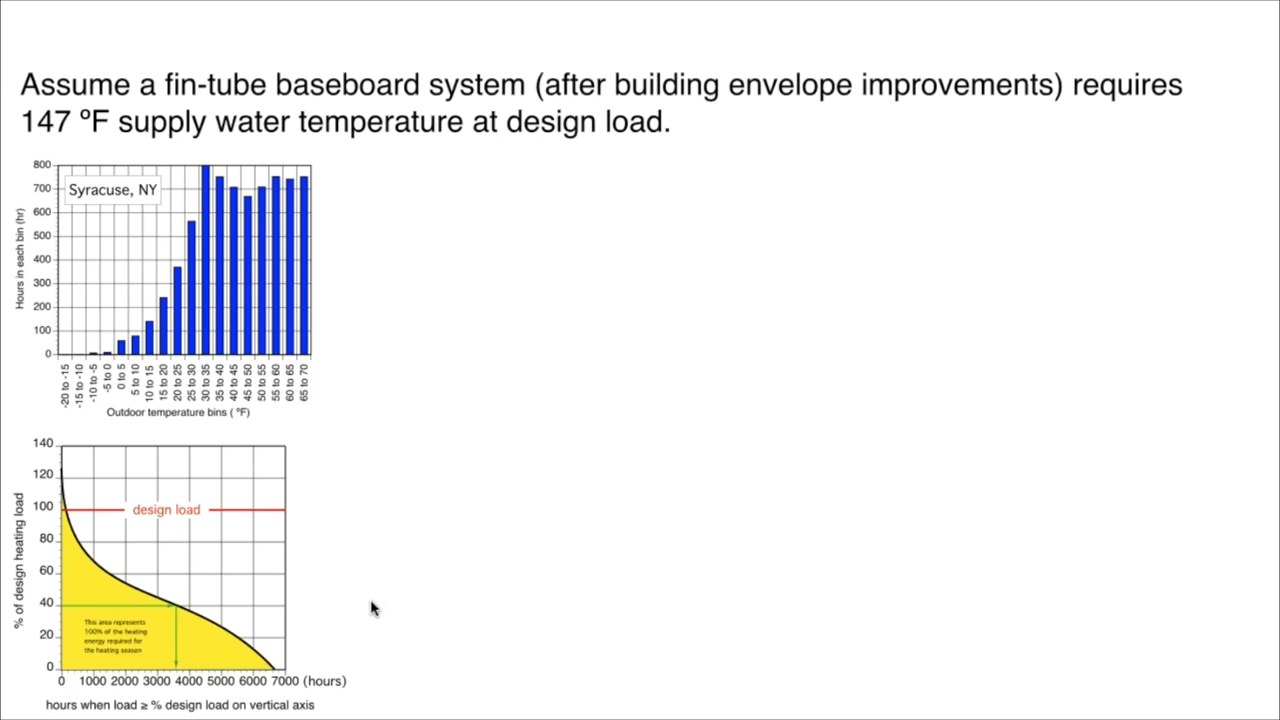 Assume a fin-tube baseboard system (after building envelope improvements) requires
147 ºF supply water temperature at design load.
Syracuse, NY
Hours in each bin (hr)
800
700
600
500
400
300
200
100
0
-20 to -15
-15 to -10
-10 to -5
-5 to 0
0 to 5
5 to 10
10 to 15
15 to 20
20 to 25
25 to 30
30 to 35
35 to 40
40 to 45
45 to 50
50 to 55
55 to 60
60 to 65
65 to 70
Outdoor temperature bins ( ºF)
% of design heating load
140
120
100
80
60
40
20
0
design load
This area represents
100% of the heating
energy required for
the heating season
0 1000 2000 3000 4000 5000 6000 7000 (hours)
hours when load ≥ % design load on vertical axis